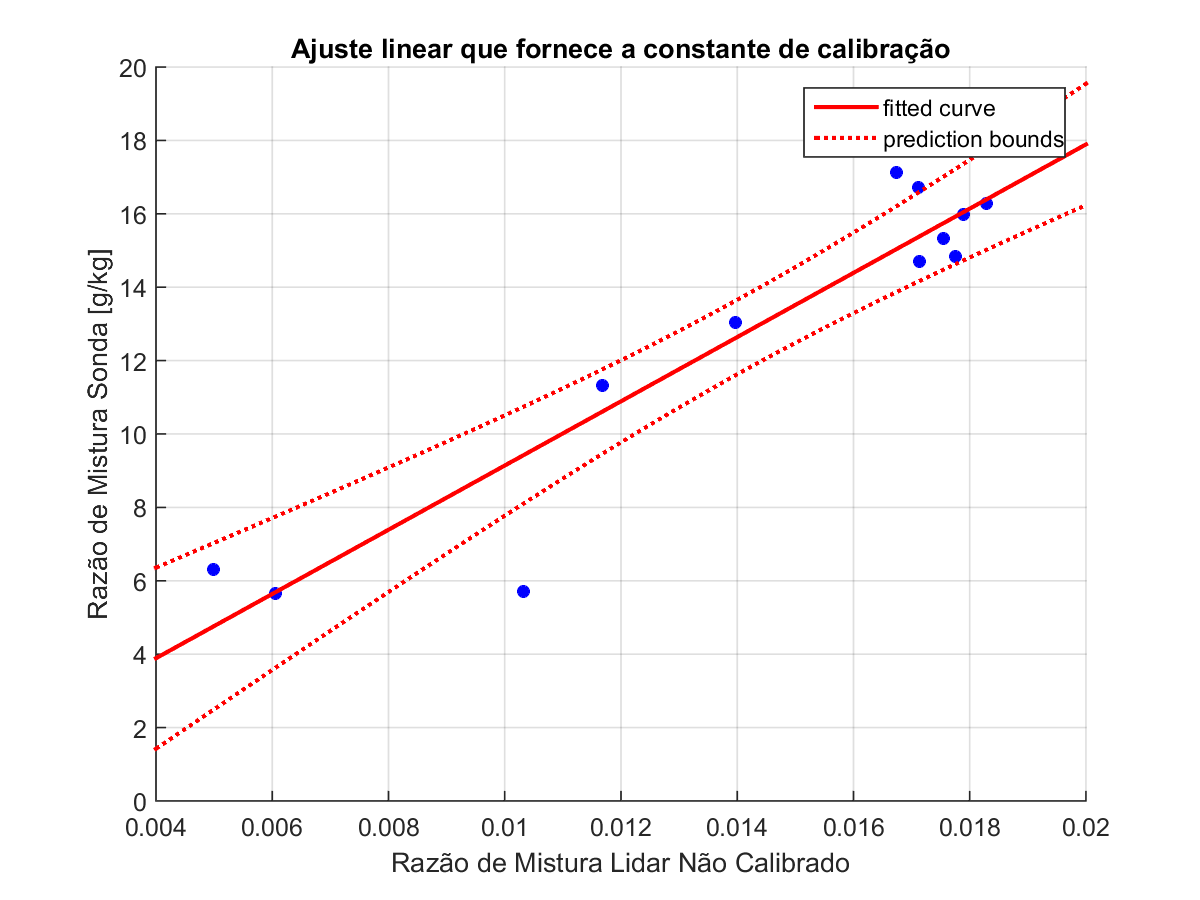 Ajuste linear que fornece a constante de calibração
fitted curve
prediction bounds
Razão de Mistura Sonda [g/kg]
20
18
16
14
12
10
8
6
4
2
0
0.004 0.006 0.008 0.01 0.012 0.014 0.016 0.018 0.02
Razão de Mistura Lidar Não Calibrado